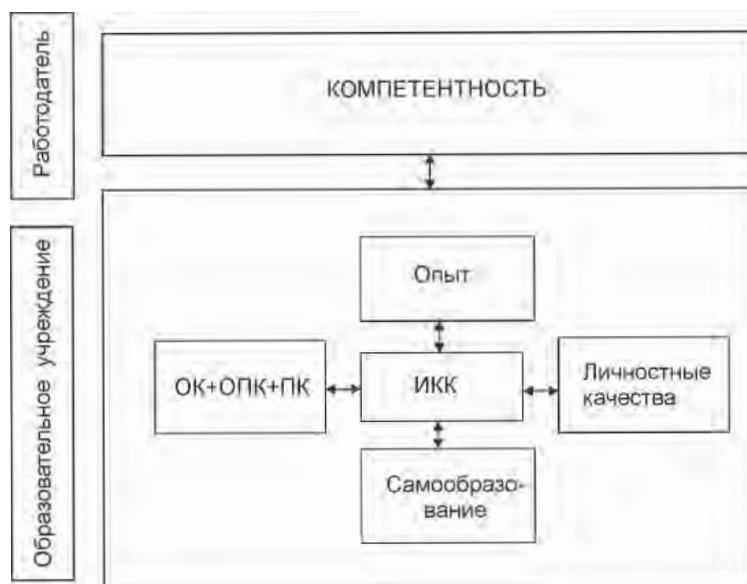 Работодатель
КОМПЕТЕНТНОСТЬ
Образовательное учреждение
Опыт
ОК+ОПК+ПК
ИКК
Личностные
качества
Самообразо-
вание